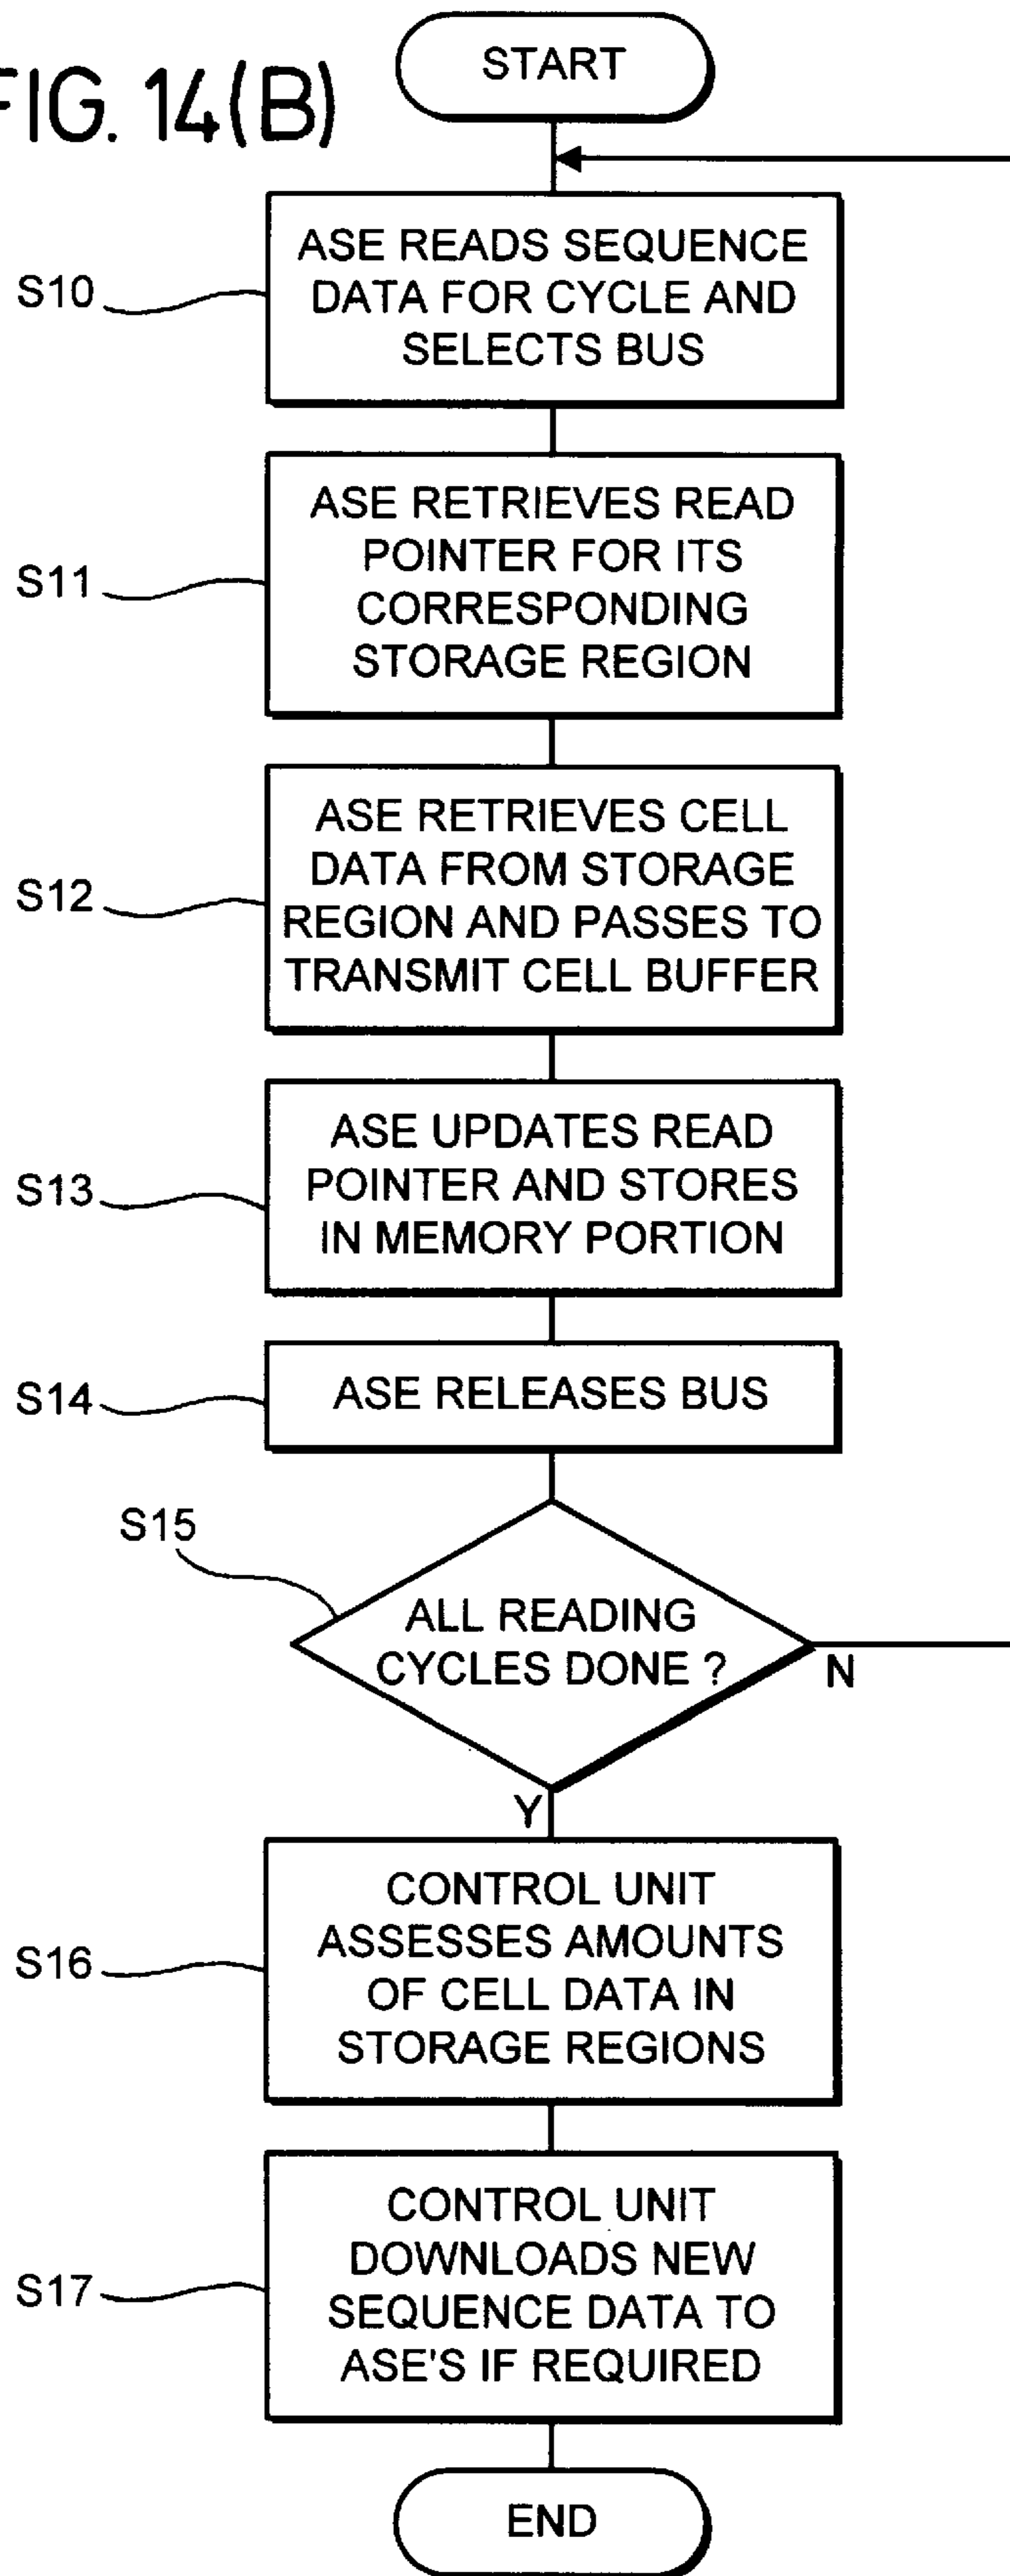 FIG. 14(B)
START
S10
ASE READS SEQUENCE
DATA FOR CYCLE AND
SELECTS BUS
S11
ASE RETRIEVES READ
POINTER FOR ITS
CORRESPONDING
STORAGE REGION
S12
ASE RETRIEVES CELL
DATA FROM STORAGE
REGION AND PASSES TO
TRANSMIT CELL BUFFER
S13
ASE UPDATES READ
POINTER AND STORES
IN MEMORY PORTION
S14
ASE RELEASES BUS
S15
ALL READING
CYCLES DONE ?
N
Y
S16
CONTROL UNIT
ASSESSES AMOUNTS
OF CELL DATA IN
STORAGE REGIONS
S17
CONTROL UNIT
DOWNLOADS NEW
SEQUENCE DATA TO
ASE'S IF REQUIRED
END